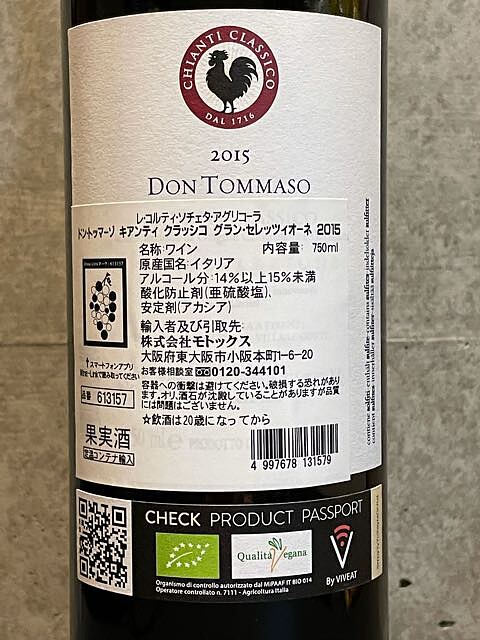 CHIANTI CLASSICO
DAL 1716
2015
DON TOMMASO
レ・コルティ・ソチェタ・アグリコーラ
ドントッマーゾ キアンティ クラッシコ グラン・セレッツィオーネ 2015
名称:ワイン 内容量: 750ml
原産国名:イタリア
アルコール分:14%以上15%未満
酸化防止剤(亜硫酸塩)、
安定剤(アカシア)
輸入者及び引取先:
株式会社モトックス
大阪府東大阪市小阪本町1-6-20
お客様相談室 0120-344101
容器への衝撃は避けてください。破損する恐れがあり
ます。オリ、酒石が沈殿していることがありますが品質
には問題はございません。
☆飲酒は20歳になってから
↑スマートフォンアプリ
で読み取ってください
品番 613157
果実酒
定温コンテナ輸入
4 997678 131579
CHECK PRODUCT PASSPORT
Qualità Vegana
By VIVEAT
Organismo di controllo autorizzato dal MiPAAF IT BIO 014
Operatore controllato n. 7111 - Agricoltura Italia